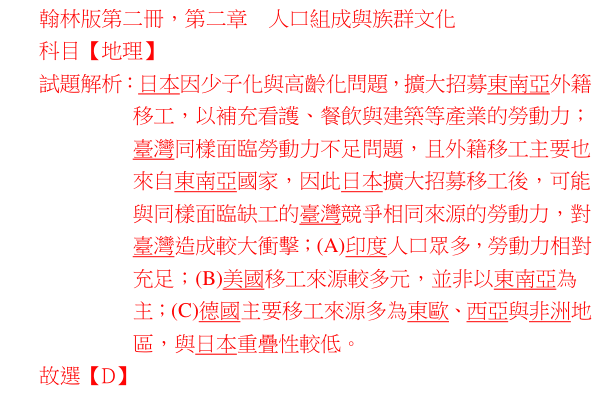 翰林版第二冊，第二章　人口組成與族群文化
科目【地理】
試題解析：日本因少子化與高齡化問題，擴大招募東南亞外籍
移工，以補充看護、餐飲與建築等產業的勞動力；
臺灣同樣面臨勞動力不足問題，且外籍移工主要也
來自東南亞國家，因此日本擴大招募移工後，可能
與同樣面臨缺工的臺灣競爭相同來源的勞動力，對
臺灣造成較大衝擊；(A)印度人口眾多，勞動力相對
充足；(B)美國移工來源較多元，並非以東南亞為
主；(C)德國主要移工來源多為東歐、西亞與非洲地
區，與日本重疊性較低。
故選【D】